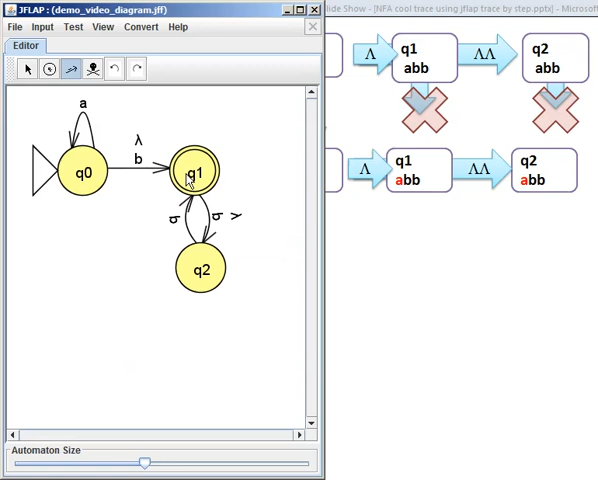 JFLAP : (demo_video_diagram.jff)
lide Show - [NFA cool trace using jflap trace by step.pptx] - Microsof
File Input Test View Convert Help
Editor
a
λ
b
q0
q1
b
b
λ
q2
Automaton Size
Λ
q1
abb
ΛΛ
q2
abb
Λ
q1
abb
ΛΛ
q2
abb